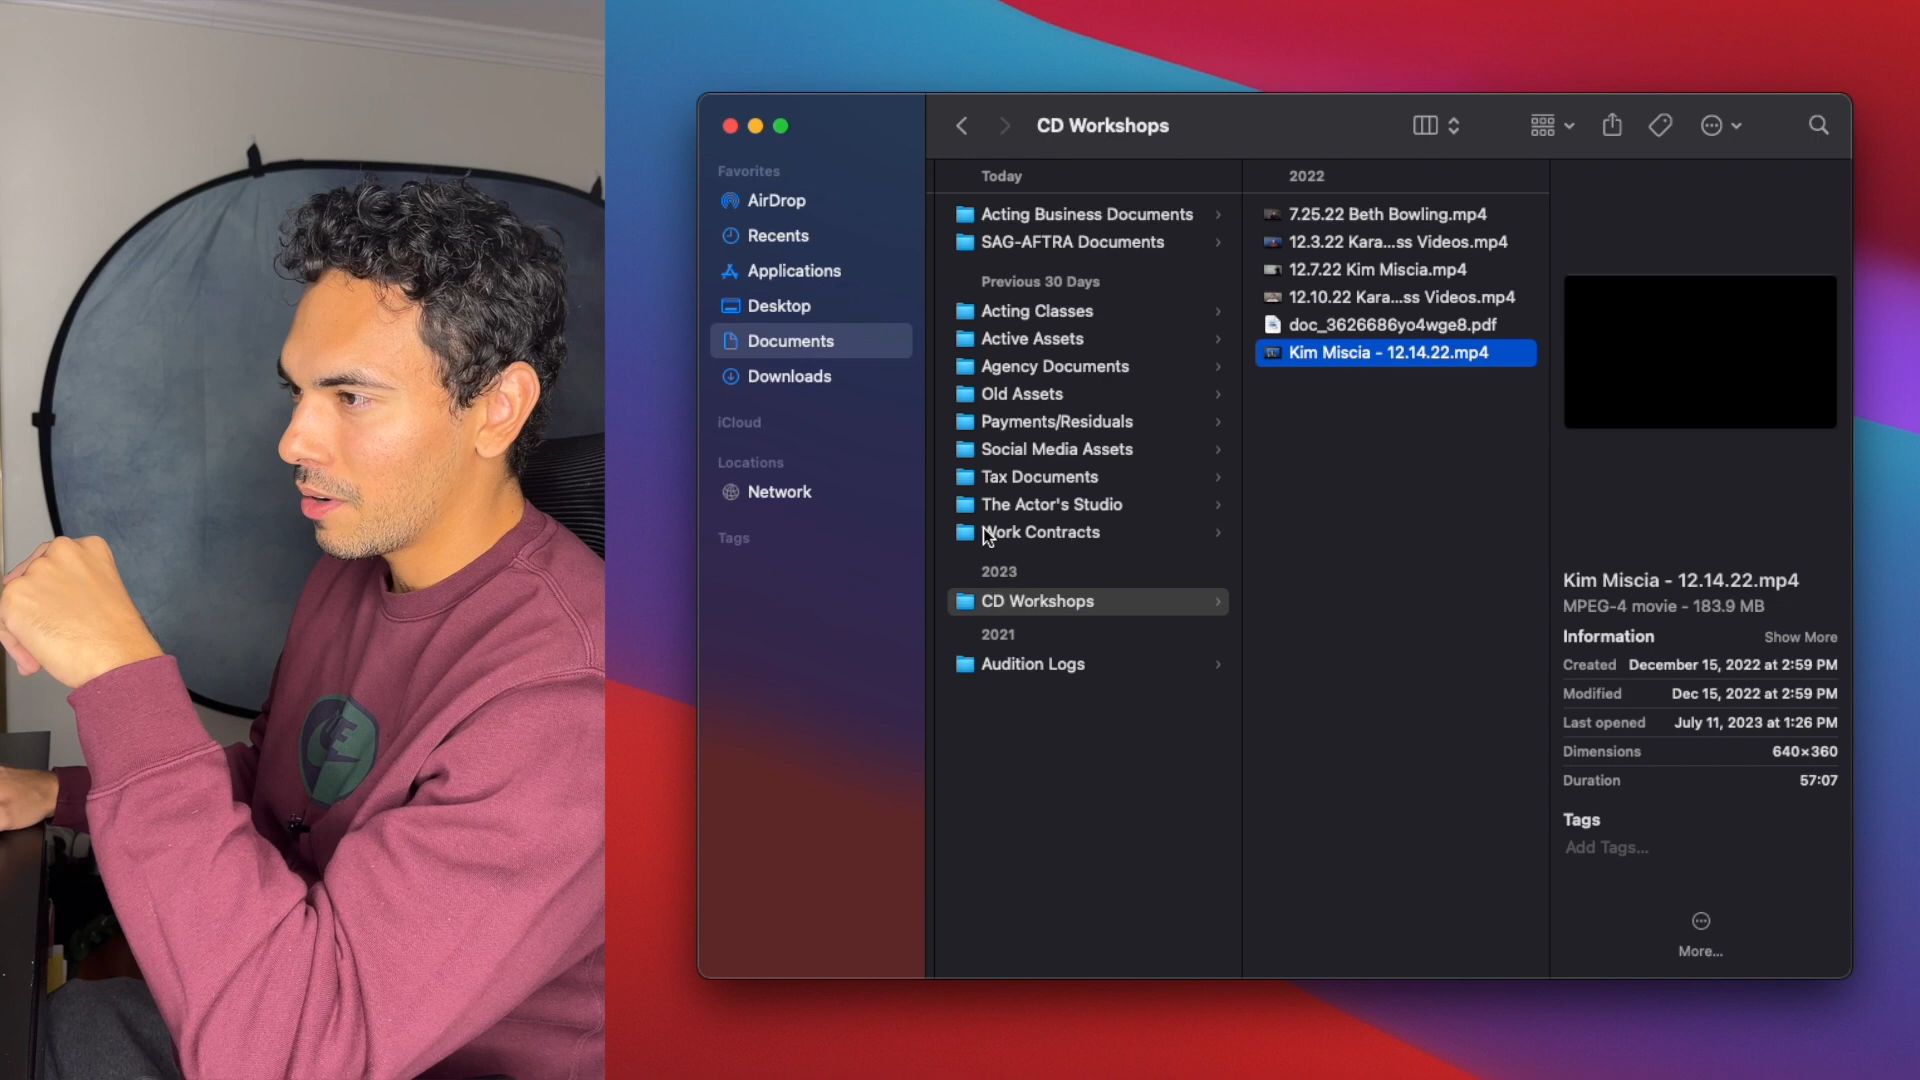 CD Workshops
Favorites
AirDrop
Recents
Applications
Desktop
Documents
Downloads
iCloud
Locations
Network
Tags
Today
Acting Business Documents
SAG-AFTRA Documents
Previous 30 Days
Acting Classes
Active Assets
Agency Documents
Old Assets
Payments/Residuals
Social Media Assets
Tax Documents
The Actor's Studio
Work Contracts
2023
CD Workshops
2021
Audition Logs
2022
7.25.22 Beth Bowling.mp4
12.3.22 Kara...ss Videos.mp4
12.7.22 Kim Miscia.mp4
12.10.22 Kara...ss Videos.mp4
doc_3626686yo4wge8.pdf
Kim Miscia - 12.14.22.mp4
Kim Miscia - 12.14.22.mp4
MPEG-4 movie - 183.9 MB
Information Show More
Created December 15, 2022 at 2:59 PM
Modified Dec 15, 2022 at 2:59 PM
Last opened July 11, 2023 at 1:26 PM
Dimensions 640×360
Duration 57:07
Tags
Add Tags...
More...